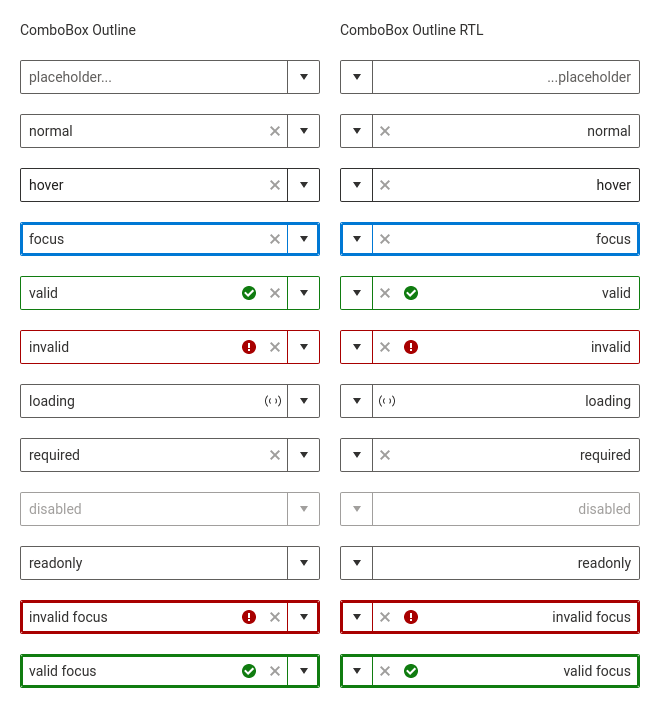 ComboBox Outline
ComboBox Outline RTL
placeholder...
...placeholder
normal
normal
hover
hover
focus
focus
valid
valid
invalid
invalid
loading
loading
required
required
disabled
disabled
readonly
readonly
invalid focus
invalid focus
valid focus
valid focus